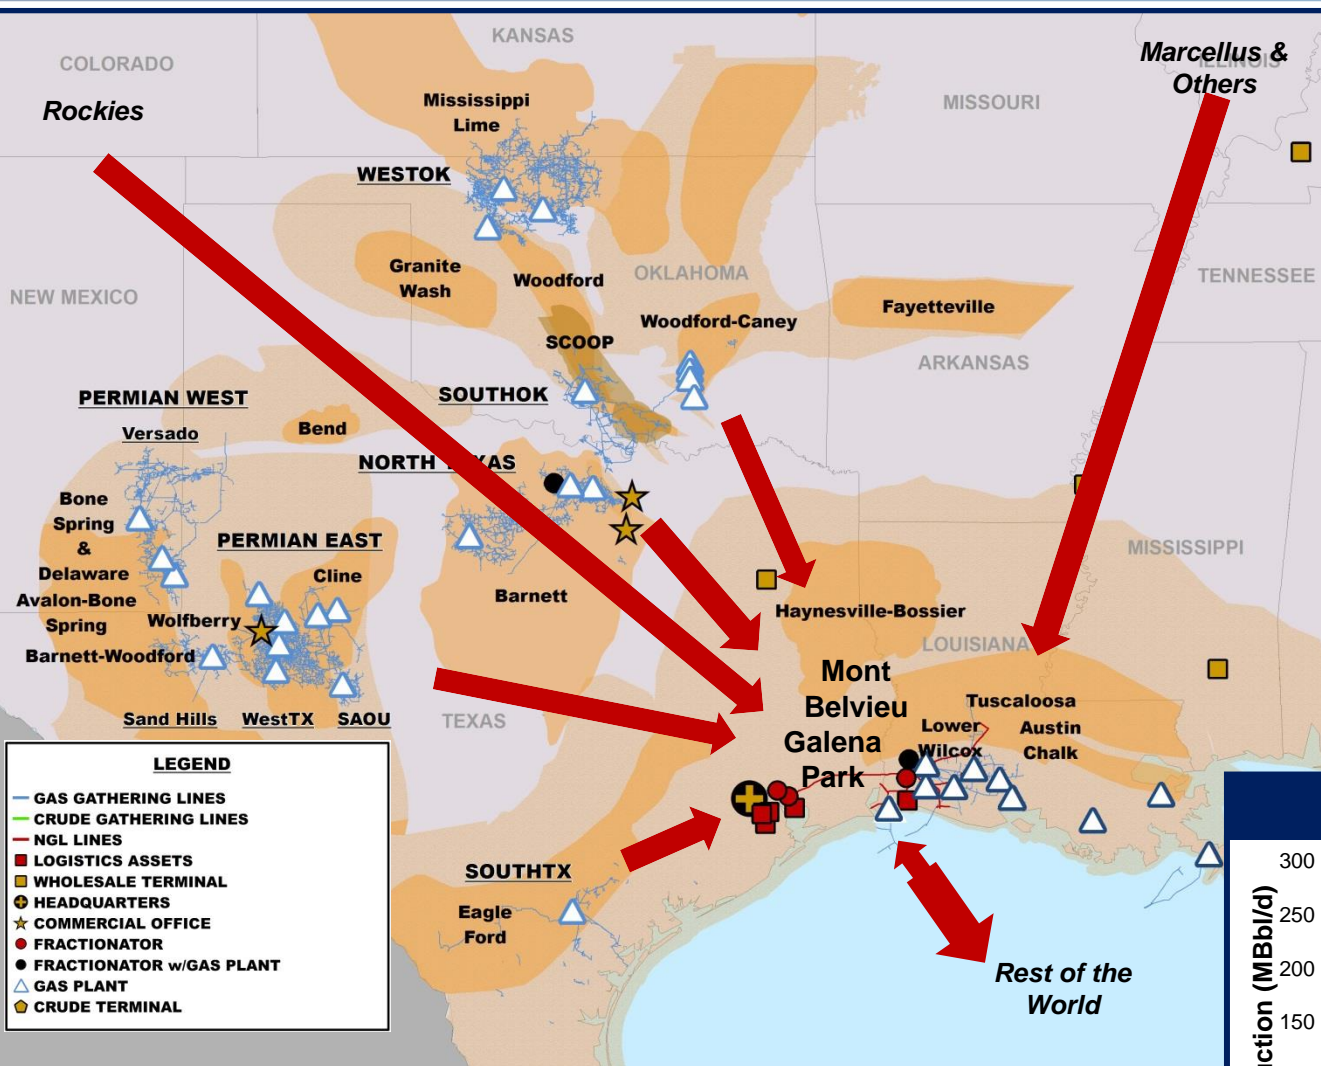 KANSAS
COLORADO
Marcellus &
ILLINOIS
Others
Rockies
Mississippi
Lime
MISSOURI
WESTOK
Granite
Wash
Woodford
OKLAHOMA
TENNESSEE
NEW MEXICO
Fayetteville
Woodford-Caney
SCOOP
ARKANSAS
PERMIAN WEST
SOUTHOK
Versado
Bend
NORTH TEXAS
Bone
Spring
&
Delaware
Avalon-Bone
Spring
PERMIAN EAST
Cline
MISSISSIPPI
Barnett
Haynesville-Bossier
Wolfberry
Barnett-Woodford
LOUISIANA
Mont
Belvieu
Galena
Park
Tuscaloosa
Lower
Wilcox
Austin
Chalk
Sand Hills
WestTX
SAOU
TEXAS
LEGEND
GAS GATHERING LINES
CRUDE GATHERING LINES
NGL LINES
LOGISTICS ASSETS
WHOLESALE TERMINAL
HEADQUARTERS
COMMERCIAL OFFICE
FRACTIONATOR
FRACTIONATOR w/GAS PLANT
GAS PLANT
CRUDE TERMINAL
SOUTHTX
Eagle
Ford
Rest of the
World
300
250
200
150
(MBbl/d)